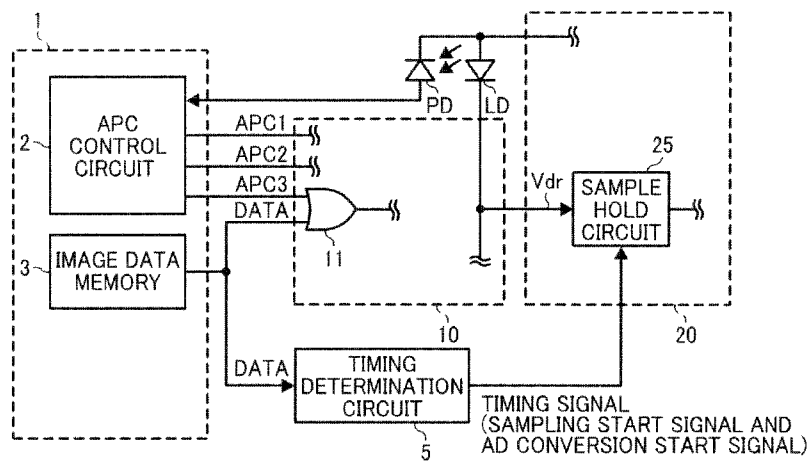 1
2
APC
CONTROL
CIRCUIT
APC1
APC2
APC3
DATA
3
IMAGE DATA
MEMORY
PD
LD
11
10
Vdr
25
SAMPLE
HOLD
CIRCUIT
20
DATA
TIMING
DETERMINATION
CIRCUIT
5
TIMING SIGNAL
(SAMPLING START SIGNAL AND
AD CONVERSION START SIGNAL)